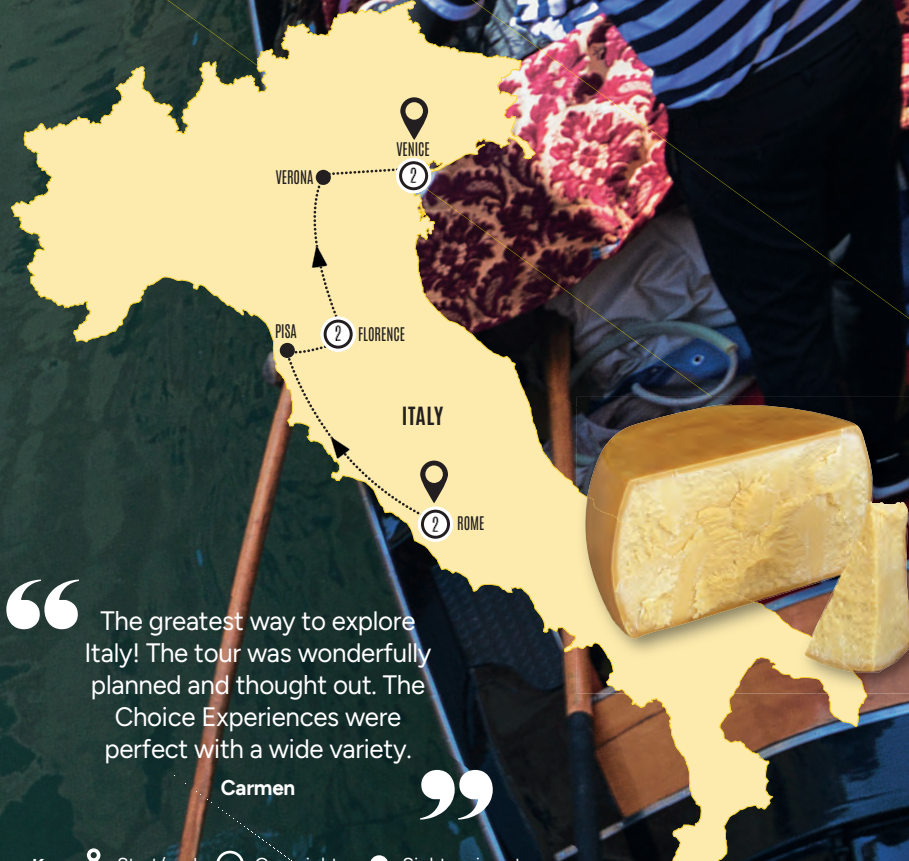 VENICE
2
VERONA
PISA
2
FLORENCE
ITALY
2
ROME
“
The greatest way to explore
Italy! The tour was wonderfully
planned and thought out. The
Choice Experiences were
perfect with a wide variety.
Carmen
”